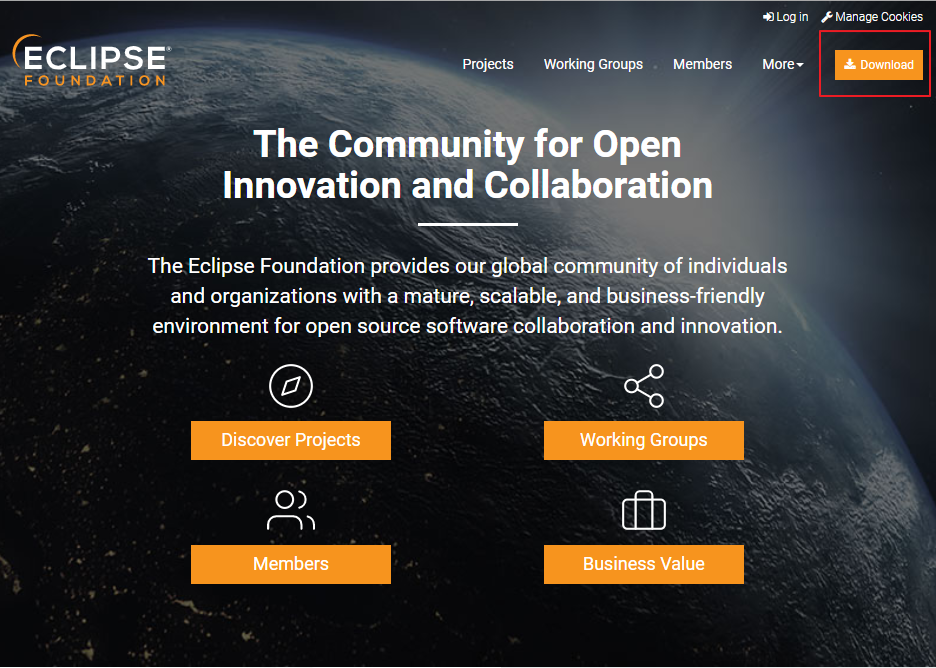 Log in
Manage Cookies
ECLIPSE®
FOUNDATION
Projects
Working Groups
Members
More
Download
The Community for Open
Innovation and Collaboration
The Eclipse Foundation provides our global community of individuals
and organizations with a mature, scalable, and business-friendly
environment for open source software collaboration and innovation.
Discover Projects
Working Groups
Members
Business Value